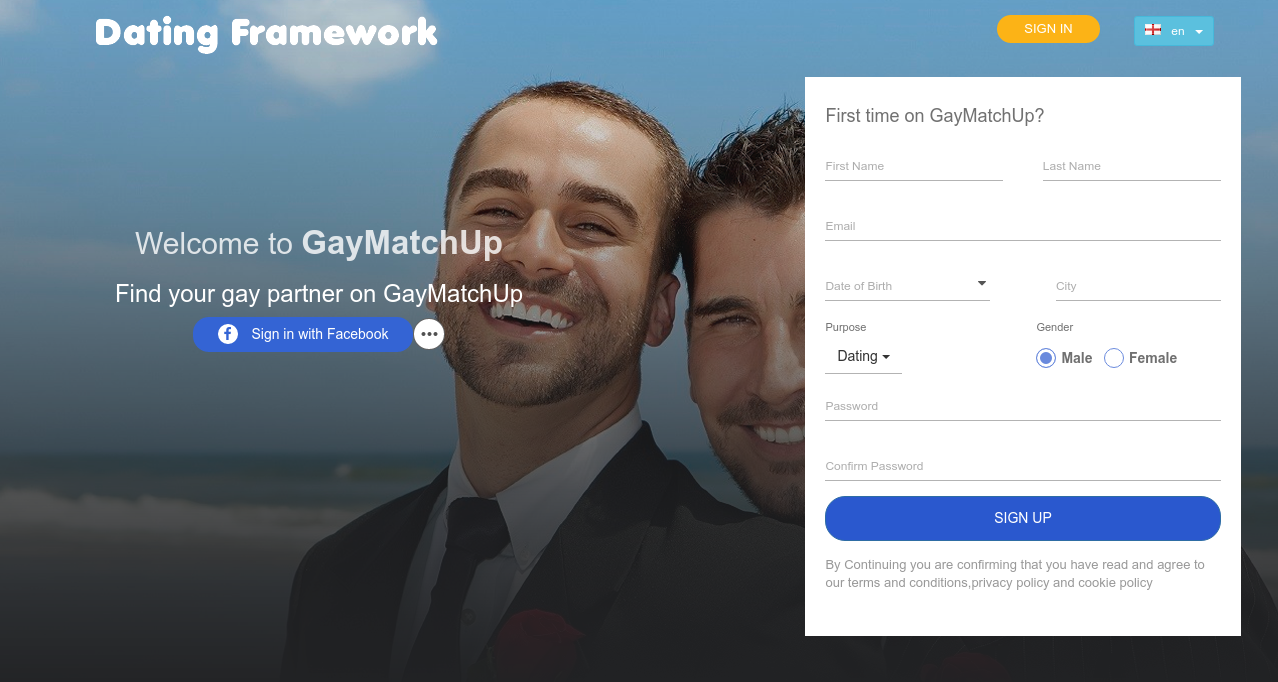 Dating Framework
SIGN IN
en
Welcome to GayMatchUp
Find your gay partner on GayMatchUp
Sign in with Facebook
First time on GayMatchUp?
First Name
Last Name
Email
Date of Birth
City
Purpose
Gender
Dating
Male
Female
Password
Confirm Password
SIGN UP
By Continuing you are confirming that you have read and agree to
our terms and conditions,privacy policy and cookie policy